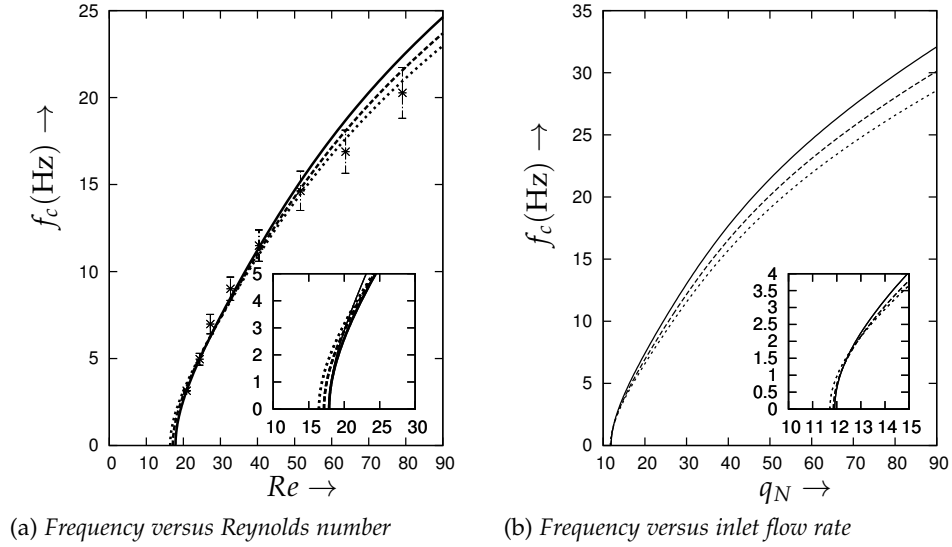 25
20
15
10
5
0
f_c(Hz) →
5
4
3
2
1
0
10 15 20 25 30
0 10 20 30 40 50 60 70 80 90
Re →
(a) Frequency versus Reynolds number
35
30
25
20
15
10
5
0
f_c(Hz) →
4
3.5
3
2.5
2
1.5
1
0.5
0
10 11 12 13 14 15
10 20 30 40 50 60 70 80 90
q_N →
(b) Frequency versus inlet flow rate